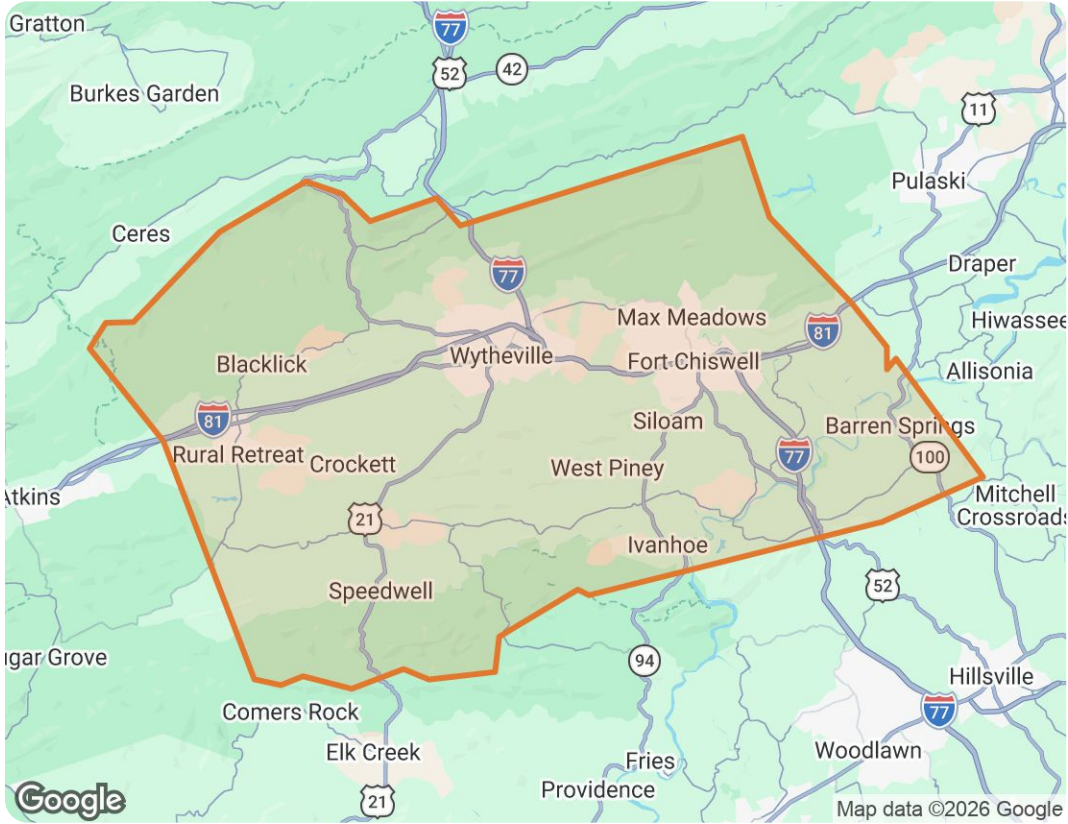 Gratton
77
52
42
Burkes Garden
11
Pulaski
Ceres
Draper
77
Hiwassee
Max Meadows
81
Wytheville
Fort Chiswell
Blacklick
Allisonia
81
Siloam
Barren Springs
Rural Retreat
Crockett
West Piney
77
100
Atkins
Mitchell
Crossroads
21
Ivanhoe
Speedwell
52
gar Grove
94
Hillsville
Comers Rock
77
Elk Creek
Woodlawn
Fries
Providence
21
Google
Map data ©2026 Google